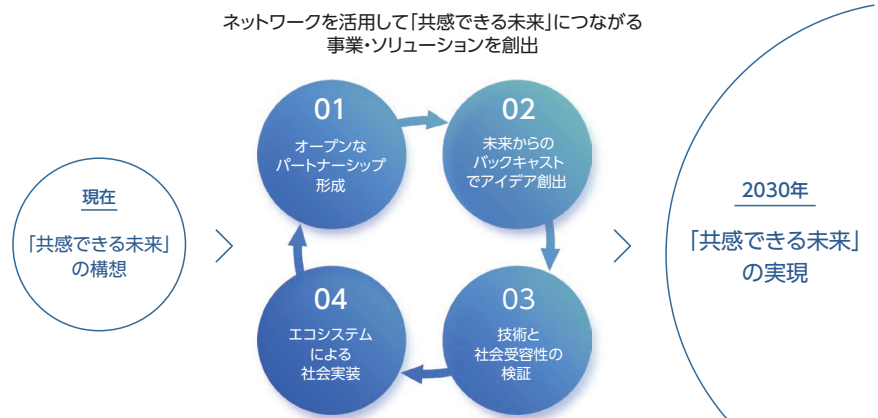 ネットワークを活用して「共感できる未来」につながる
事業・ソリューションを創出
現在
「共感できる未来」
の構想
01
オープンな
パートナーシップ
形成
02
未来からの
バックキャスト
でアイデア創出
03
技術と
社会受容性の
検証
04
エコシステム
による
社会実装
2030年
「共感できる未来」
の実現